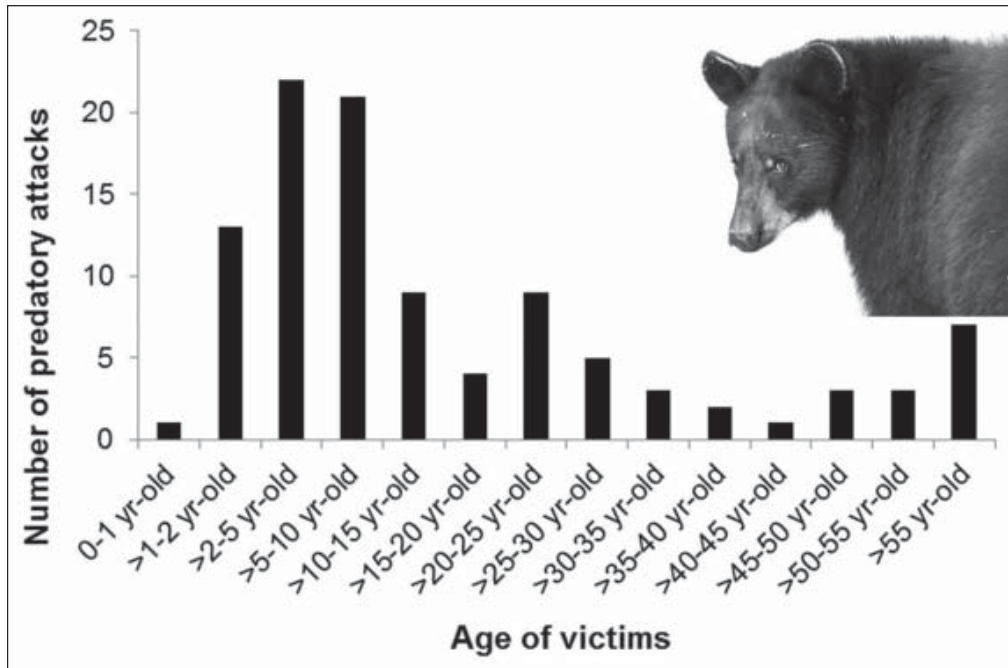 Number of predatory attacks
25
20
15
10
5
0
0-1 yr-old
>1-2 yr-old
>2-5 yr-old
>5-10 yr-old
>10-15 yr-old
>15-20 yr-old
>20-25 yr-old
>25-30 yr-old
>30-35 yr-old
>35-40 yr-old
>40-45 yr-old
>45-50 yr-old
>50-55 yr-old
>55 yr-old
Age of victims